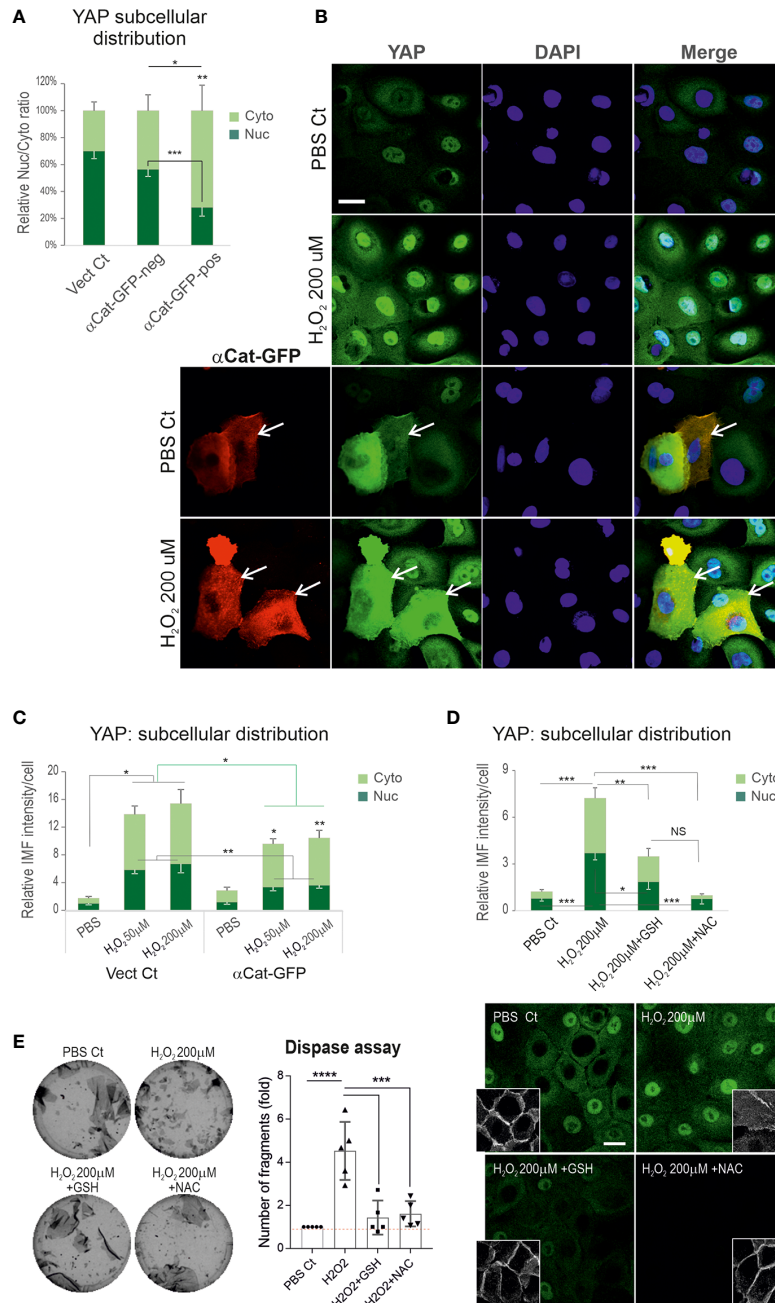 A
YAP subcellular
distribution
*
**
***
120%
100%
80%
60%
40%
20%
0%
Relative Nuc/Cyto ratio
Cyto
Nuc
Vect Ct
αCat-GFP-neg
αCat-GFP-pos
B
YAP DAPI Merge
PBS Ct
H₂O₂ 200 uM
αCat-GFP
PBS Ct
H₂O₂ 200 uM
C
YAP: subcellular distribution
Cyto
Nuc
Relative IMF intensity/cell
20
16
12
8
4
0
*
*
**
*
**
PBS
H₂O₂ 50μM
H₂O₂ 200μM
PBS
H₂O₂ 50μM
H₂O₂ 200μM
Vect Ct
αCat-GFP
D
YAP: subcellular distribution
Cyto
Nuc
Relative IMF intensity/cell
9
6
3
0
***
***
**
NS
*
***
***
PBS Ct
H₂O₂ 200μM
H₂O₂ 200μM+GSH
H₂O₂ 200μM+NAC
PBS Ct
H₂O₂ 200μM
H₂O₂ 200μM +GSH
H₂O₂ 200μM +NAC
E
PBS Ct
H₂O₂ 200μM
H₂O₂ 200μM
+GSH
H₂O₂ 200μM
+NAC
Dispase assay
Number of fragments (fold)
8
6
4
2
0
****
***
PBS Ct
H2O2
H2O2+GSH
H2O2+NAC